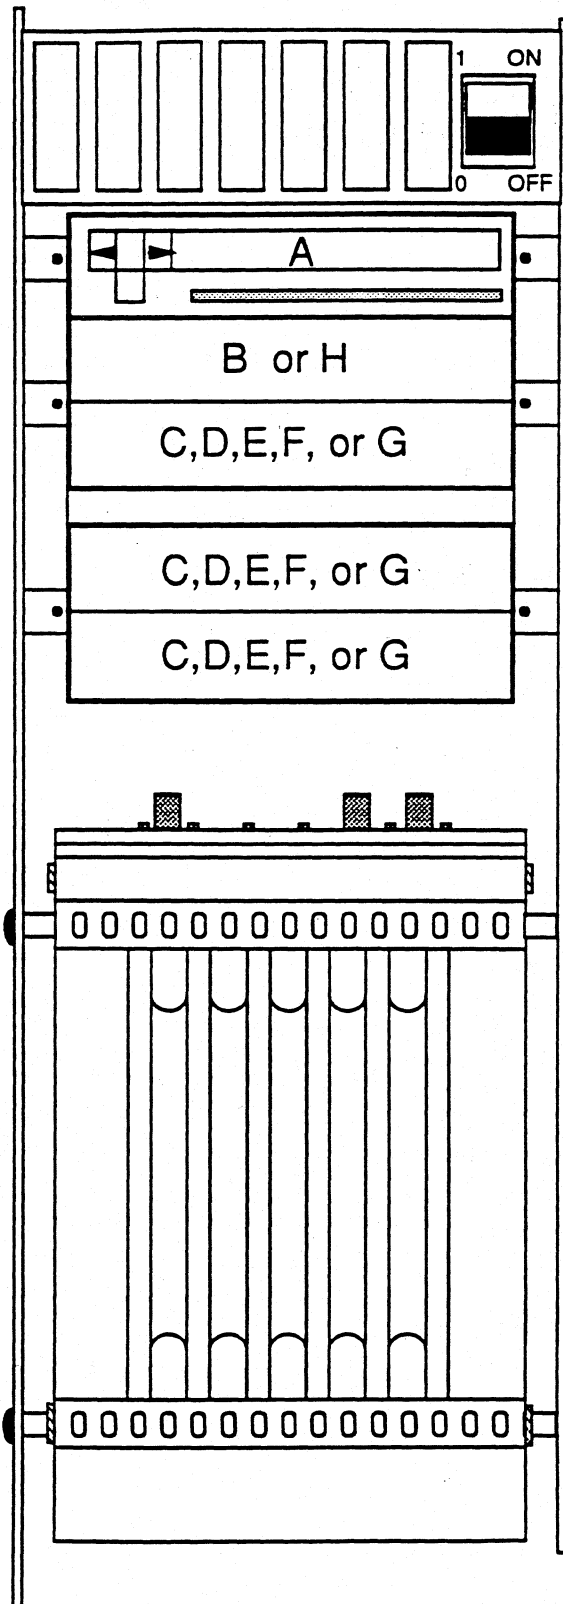 1 ON
0 OFF
A
B or H
C,D,E,F, or G
C,D,E,F, or G
C,D,E,F, or G